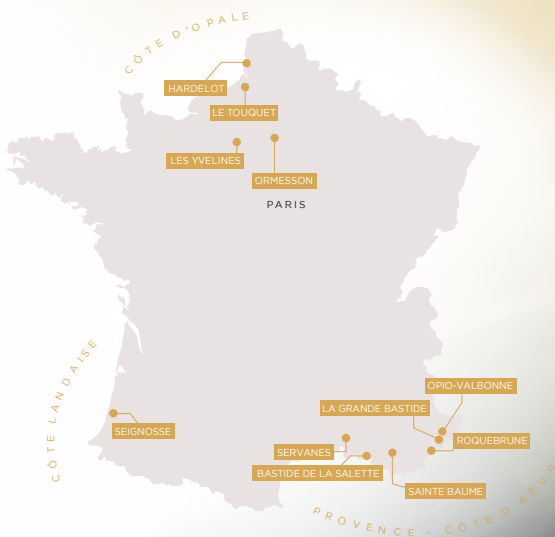 CÔTE D'OPALE
HARDELOT
LE TOUQUET
LES YVELINES
ORMESSON
PARIS
CÔTE LANDAISE
SEIGNOSSE
OPIO-VALBONNE
LA GRANDE BASTIDE
ROQUEBRUNE
SERVANES
BASTIDE DE LA SALETTE
SAINTE BAUME
PROVENCE - CÔTE D'AZUR